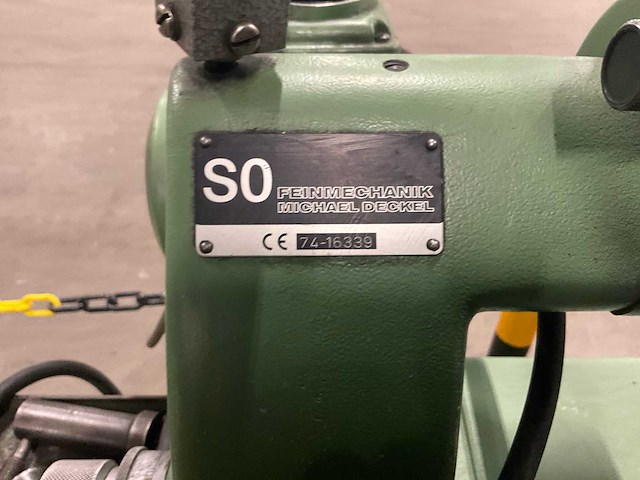 S0 FEINMECHANIK
MICHAEL DECKEL
CE 74-16339